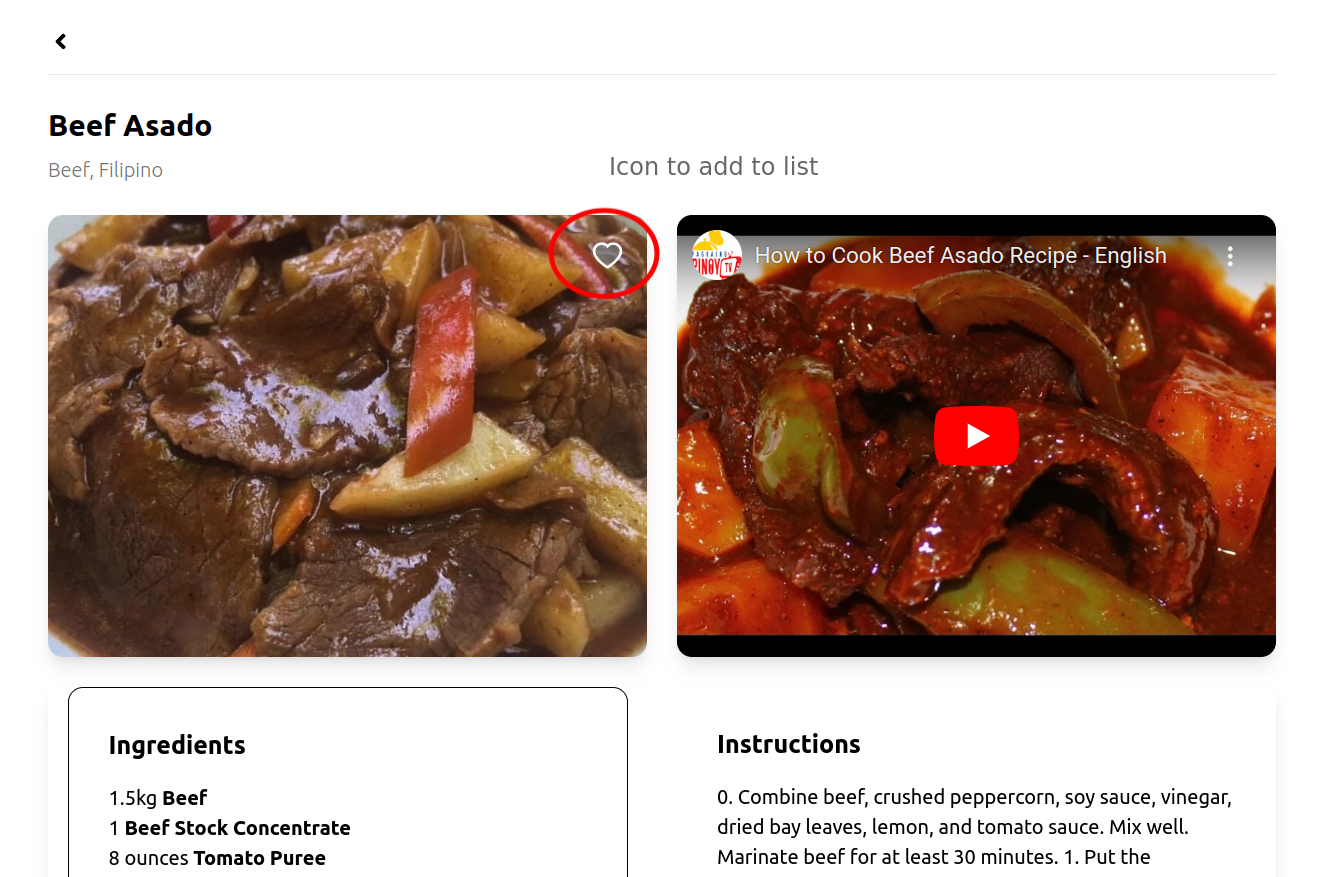 Beef Asado
Beef, Filipino
Icon to add to list
PINOY TV
How to Cook Beef Asado Recipe - English
Ingredients
1.5kg Beef
1 Beef Stock Concentrate
8 ounces Tomato Puree
Instructions
0. Combine beef, crushed peppercorn, soy sauce, vinegar,
dried bay leaves, lemon, and tomato sauce. Mix well.
Marinate beef for at least 30 minutes. 1. Put the